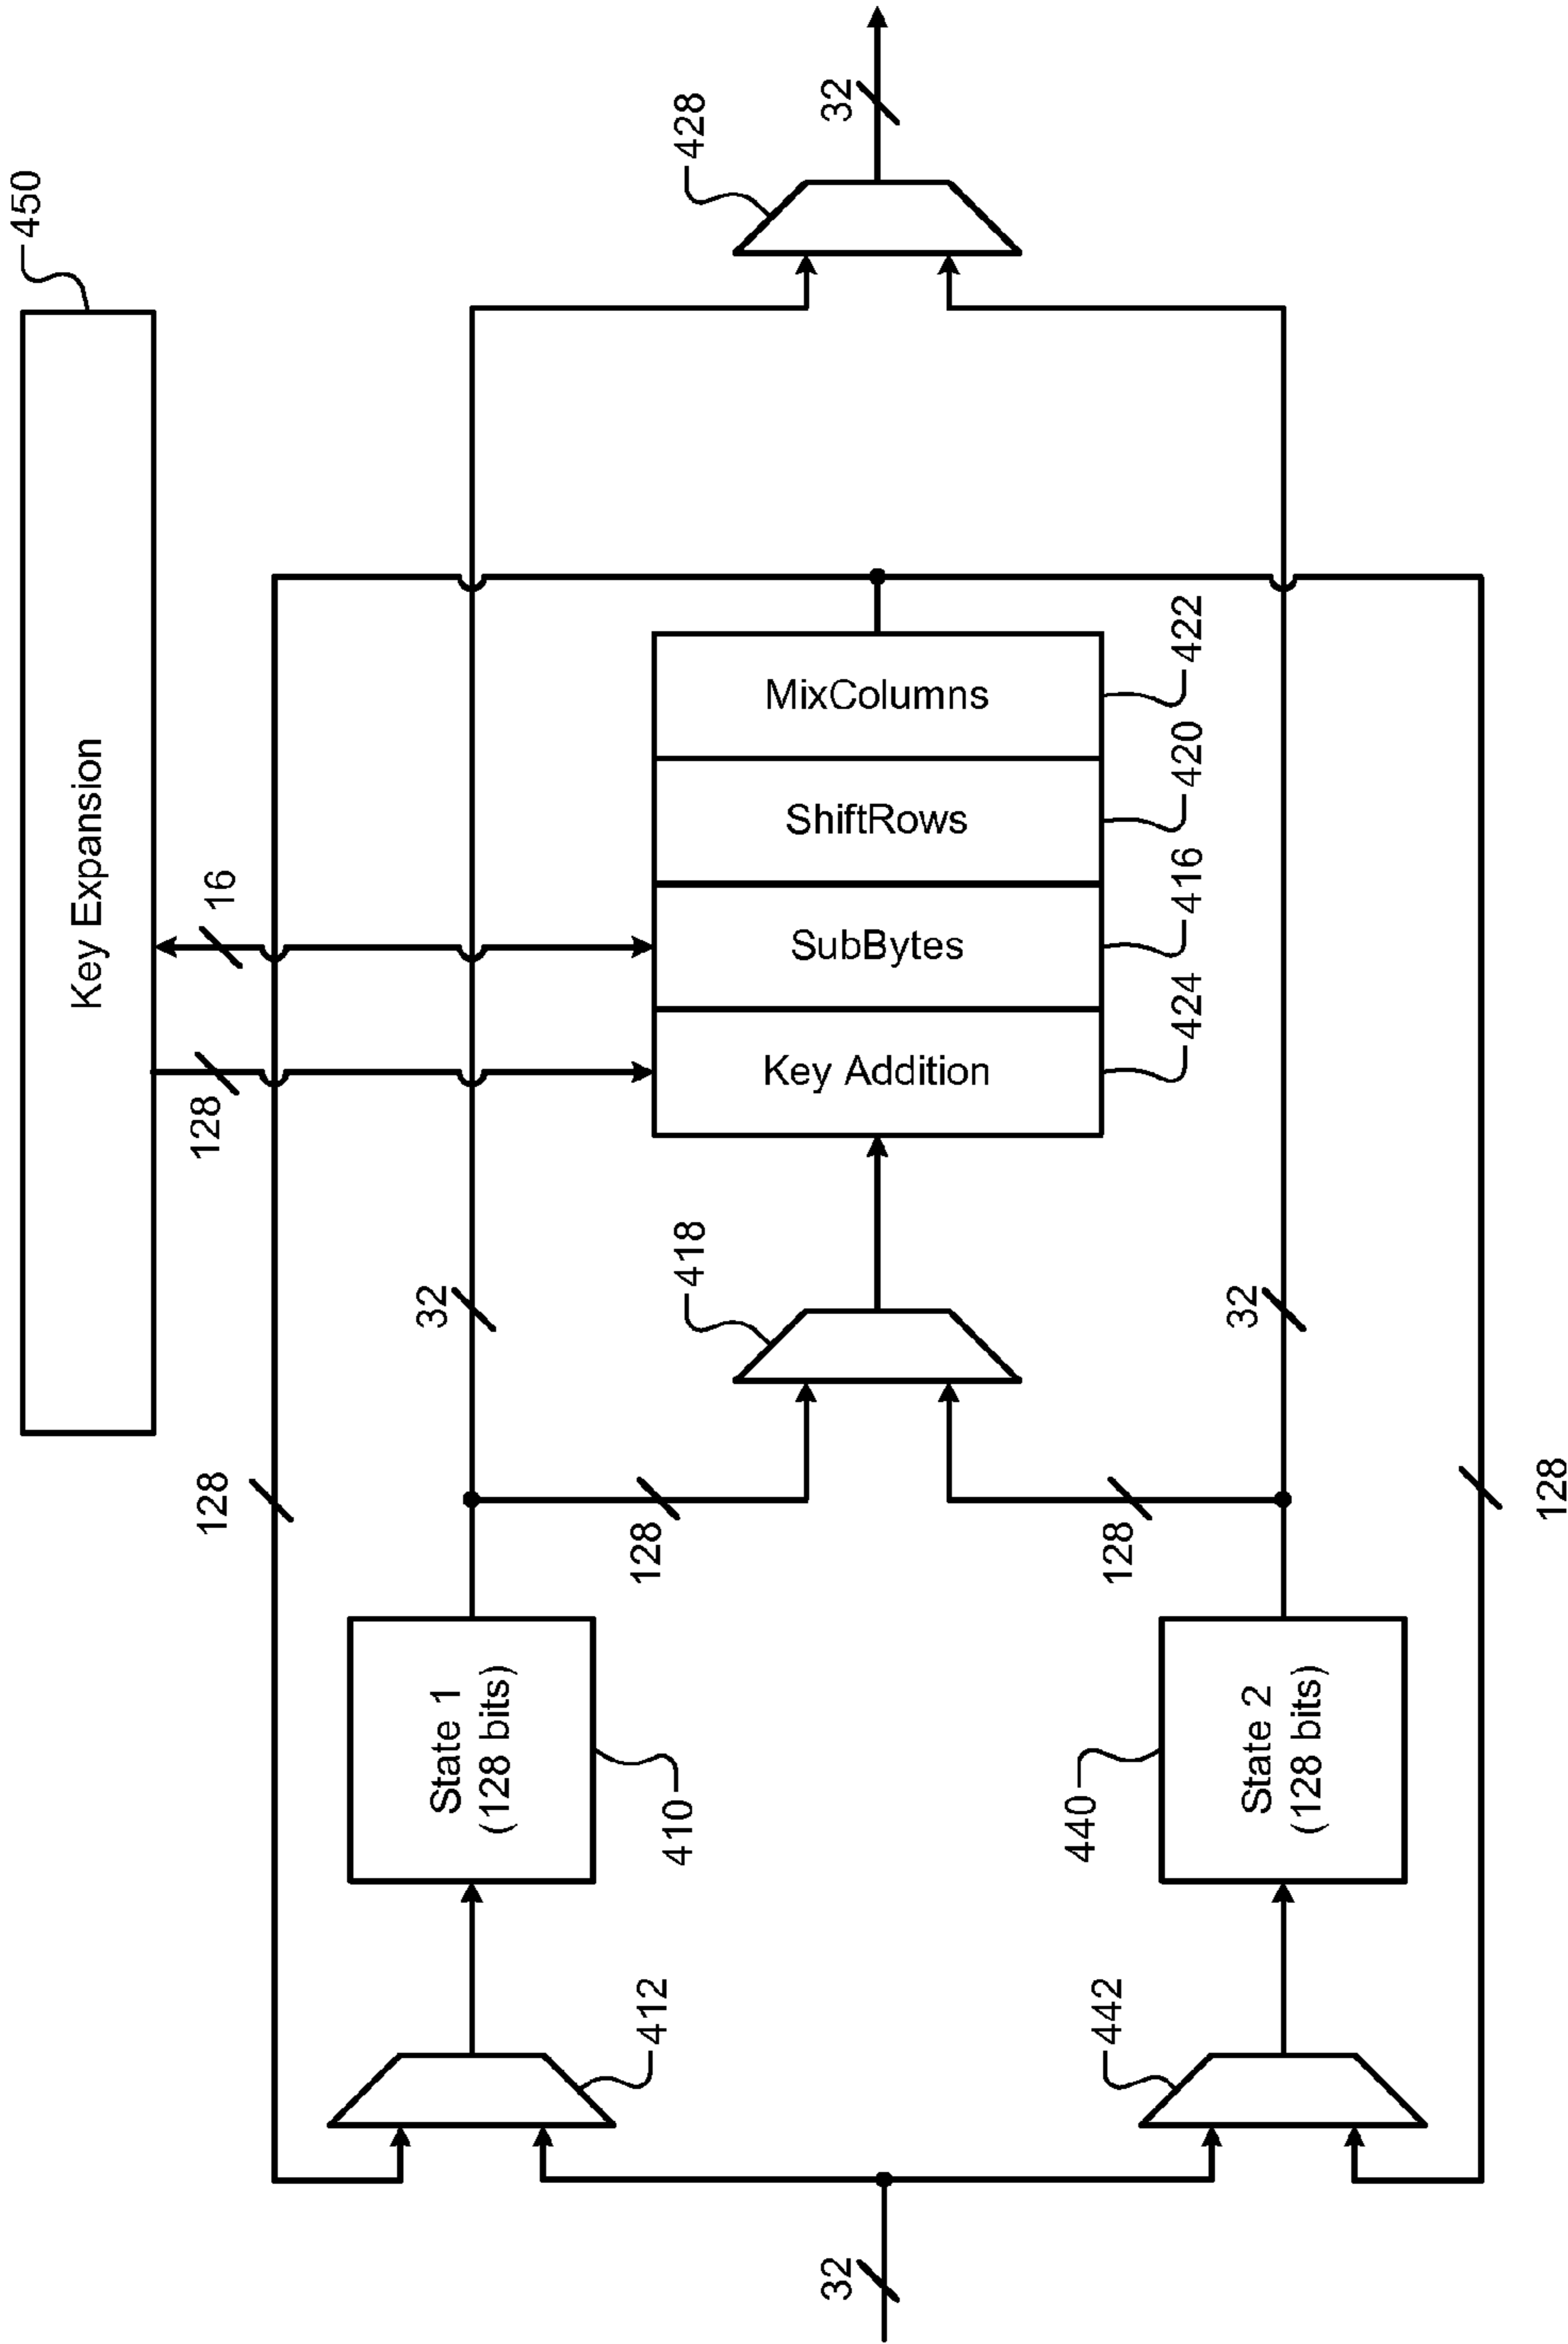 450
Key Expansion
128
128
16
32
State 1
(128 bits)
412
410
128
418
428
32
Key Addition
SubBytes
ShiftRows
MixColumns
32
442
440
128
424
416
420
422
State 2
(128 bits)
32
128